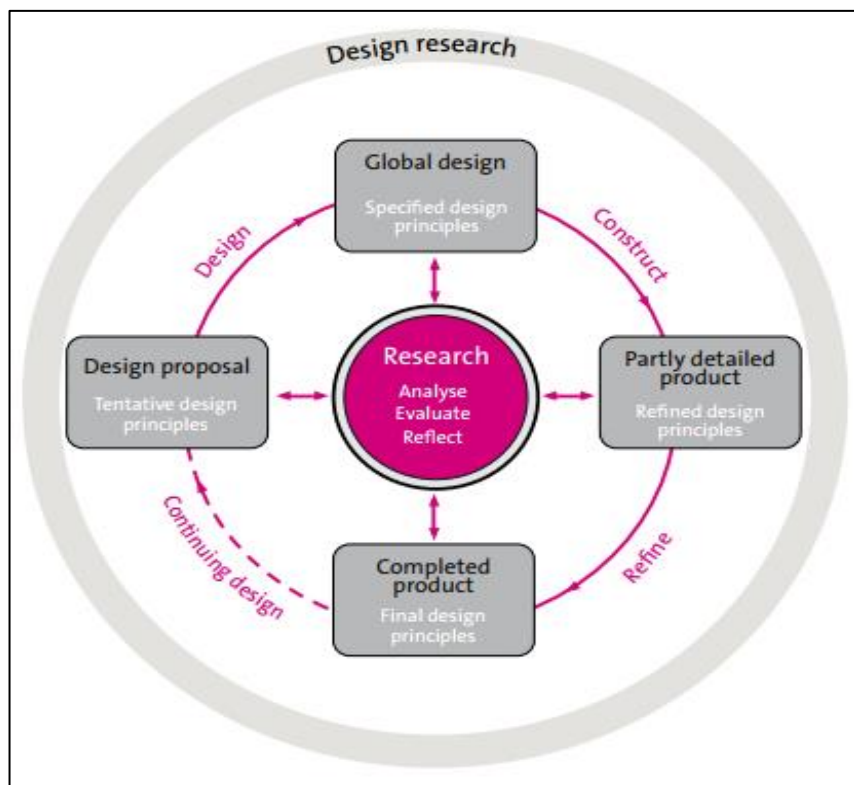 Design research
Global design
Specified design
principles
Design
Construct
Design proposal
Tentative design
principles
Research
Analyse
Evaluate
Reflect
Partly detailed
product
Refined design
principles
Continuing design
Refine
Completed
product
Final design
principles